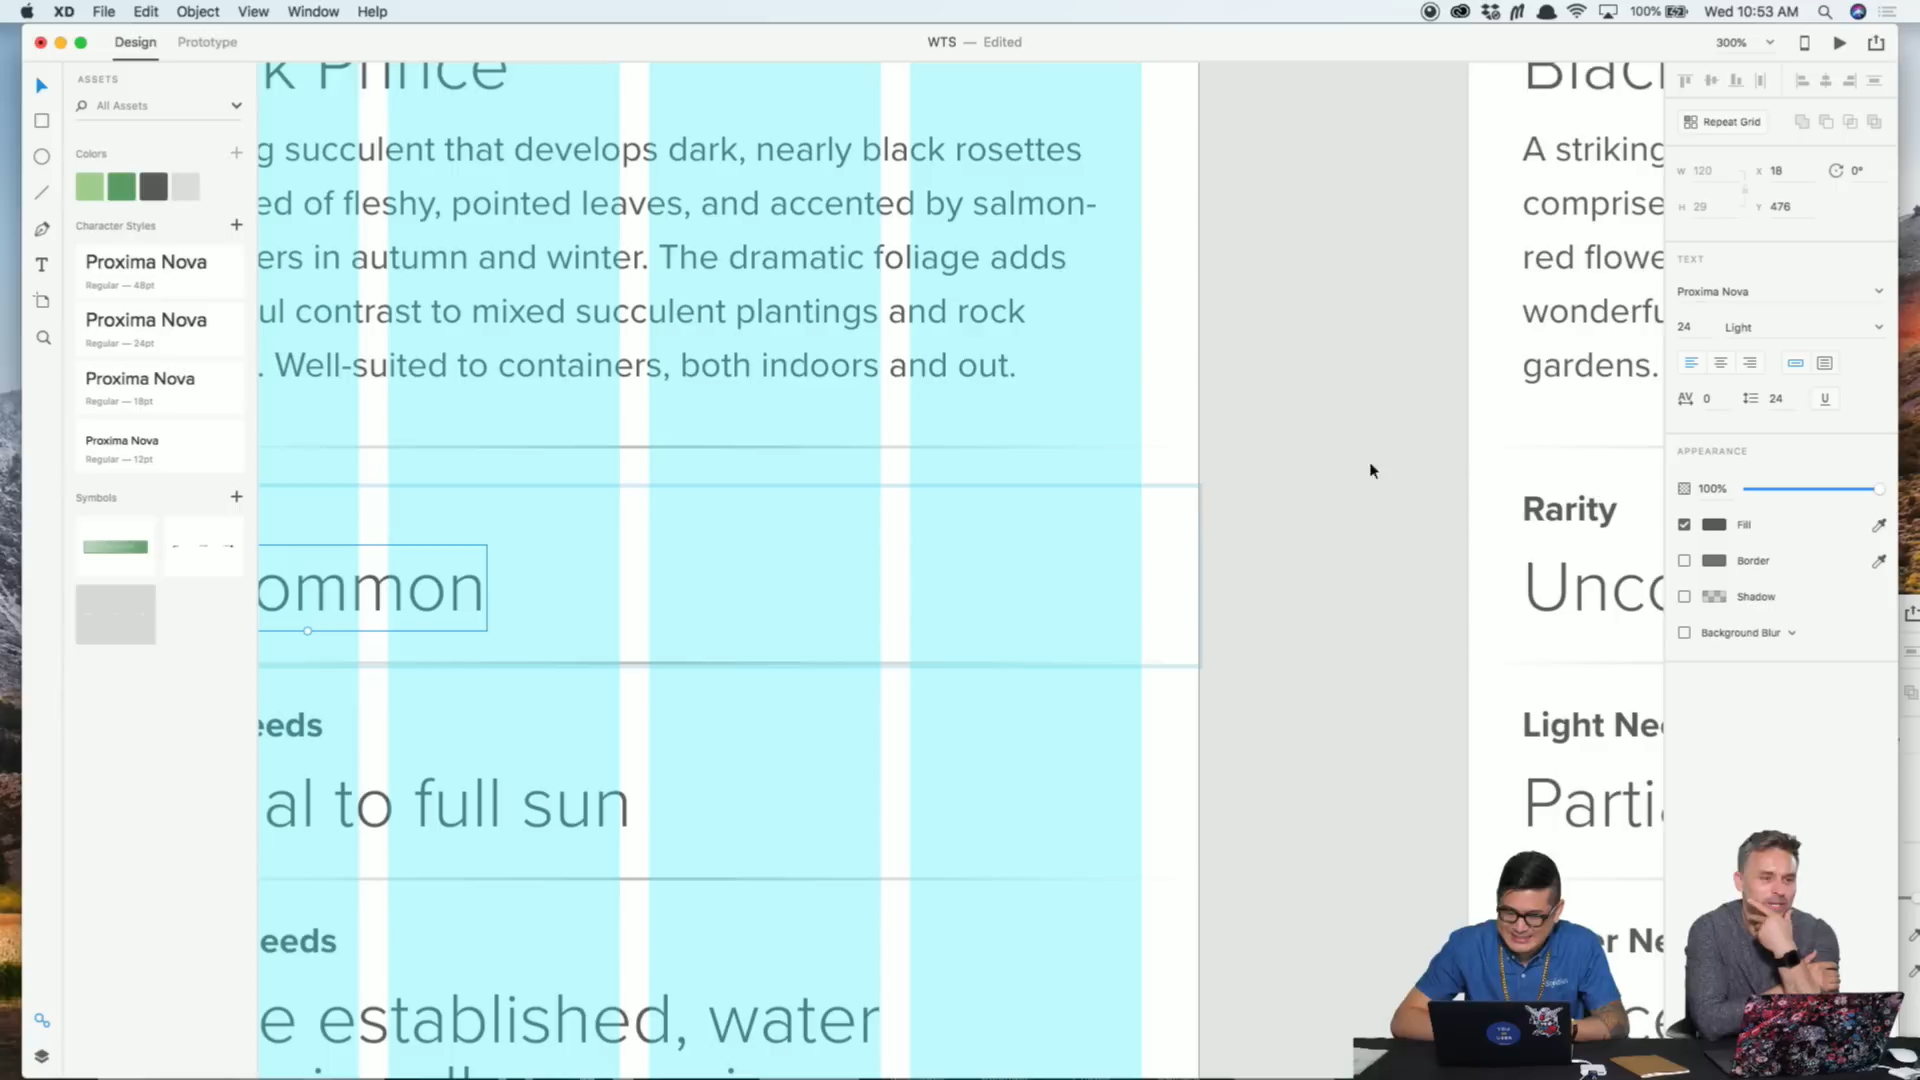 XD File Edit Object View Window Help
100% Wed 10:53 AM
Design Prototype
WTS — Edited
300%
ASSETS
All Assets
Colors
Character Styles
Proxima Nova
Regular — 48pt
Proxima Nova
Regular — 24pt
Proxima Nova
Regular — 18pt
Proxima Nova
Regular — 12pt
Symbols
k Prince
g succulent that develops dark, nearly black rosettes
ed of fleshy, pointed leaves, and accented by salmon-
ers in autumn and winter. The dramatic foliage adds
ul contrast to mixed succulent plantings and rock
. Well-suited to containers, both indoors and out.
ommon
eeds
al to full sun
eeds
e established, water
Blac
A striking
comprise
red flowe
wonderfu
gardens.
Rarity
Unco
Light Nee
Partia
er Ne
ce
Repeat Grid
W 120 X 18 0°
H 29 Y 476
TEXT
Proxima Nova
24 Light
AV 0 24 U
APPEARANCE
100%
Fill
Border
Shadow
Background Blur